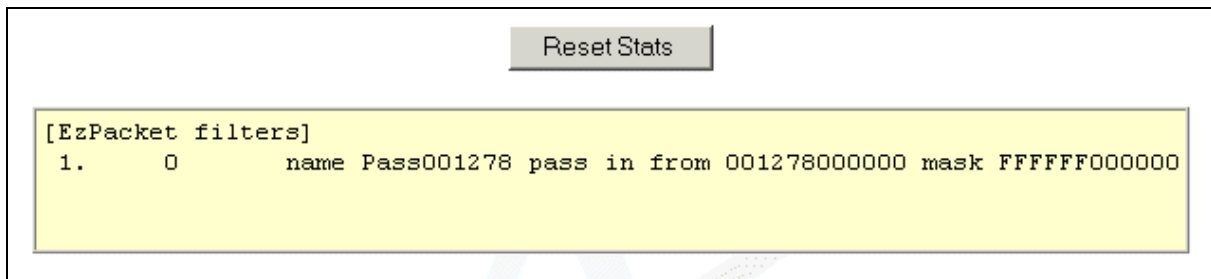 Reset Stats
[EzPacket filters]
1. 0 name Pass001278 pass in from 001278000000 mask FFFFFF000000